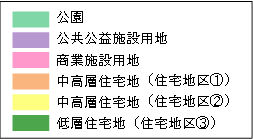 公園
公共公益施設用地
商業施設用地
中高層住宅地（住宅地区①）
中高層住宅地（住宅地区②）
低層住宅地（住宅地区③）